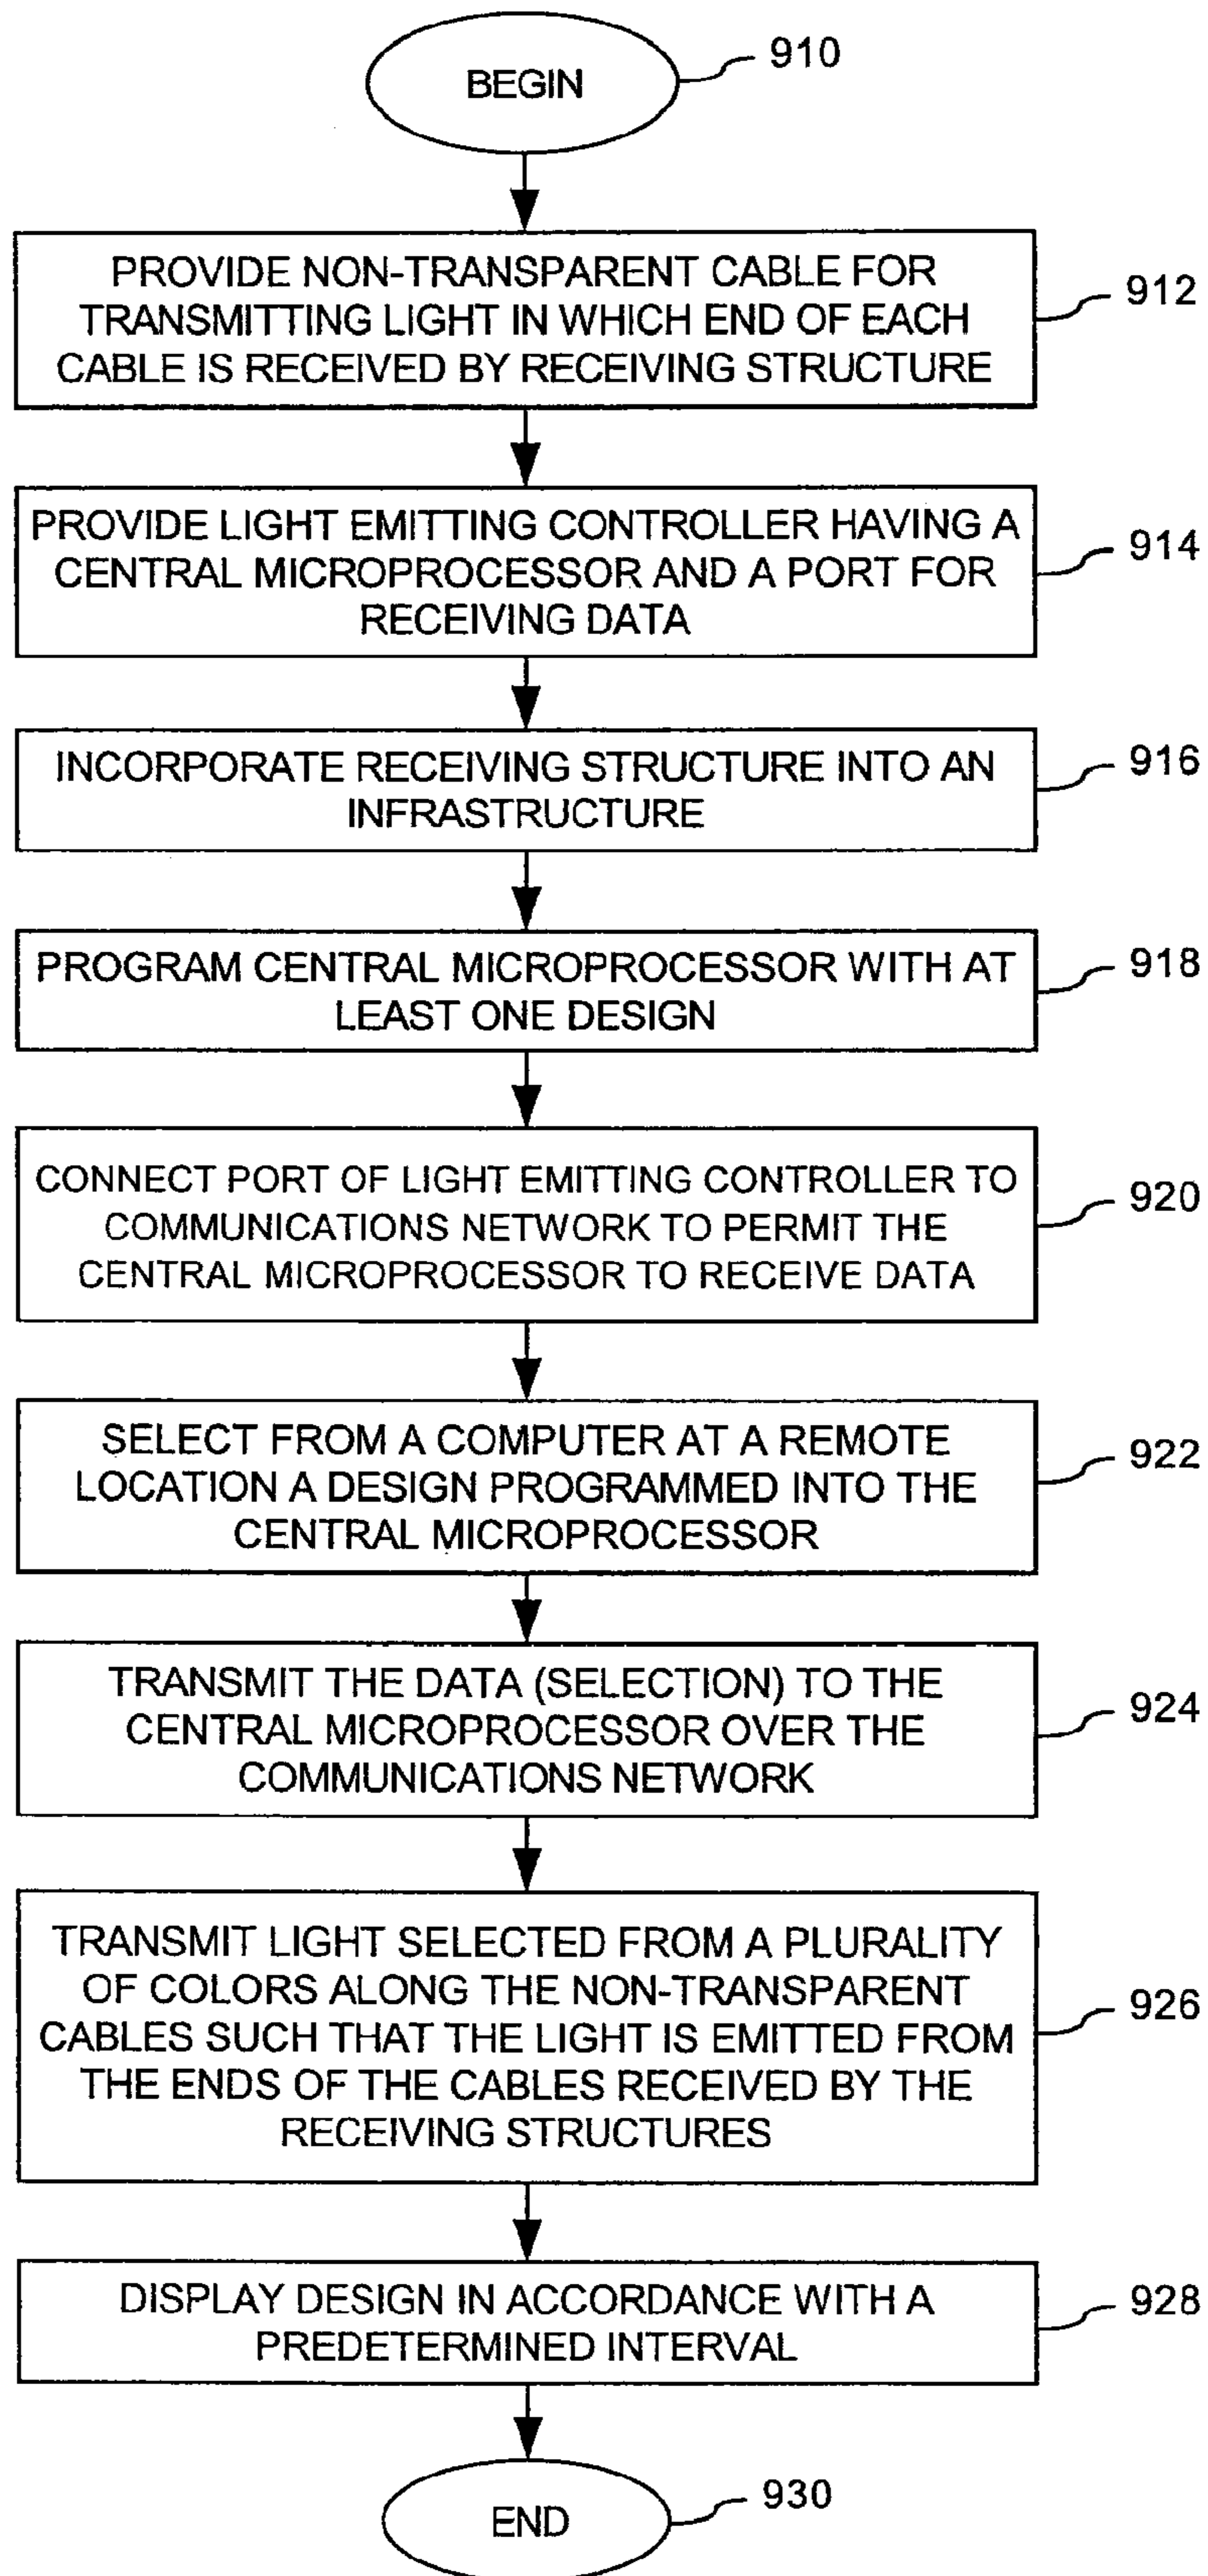 BEGIN
910
PROVIDE NON-TRANSPARENT CABLE FOR
TRANSMITTING LIGHT IN WHICH END OF EACH
CABLE IS RECEIVED BY RECEIVING STRUCTURE
912
PROVIDE LIGHT EMITTING CONTROLLER HAVING A
CENTRAL MICROPROCESSOR AND A PORT FOR
RECEIVING DATA
914
INCORPORATE RECEIVING STRUCTURE INTO AN
INFRASTRUCTURE
916
PROGRAM CENTRAL MICROPROCESSOR WITH AT
LEAST ONE DESIGN
918
CONNECT PORT OF LIGHT EMITTING CONTROLLER TO
COMMUNICATIONS NETWORK TO PERMIT THE
CENTRAL MICROPROCESSOR TO RECEIVE DATA
920
SELECT FROM A COMPUTER AT A REMOTE
LOCATION A DESIGN PROGRAMMED INTO THE
CENTRAL MICROPROCESSOR
922
TRANSMIT THE DATA (SELECTION) TO THE
CENTRAL MICROPROCESSOR OVER THE
COMMUNICATIONS NETWORK
924
TRANSMIT LIGHT SELECTED FROM A PLURALITY
OF COLORS ALONG THE NON-TRANSPARENT
CABLES SUCH THAT THE LIGHT IS EMITTED FROM
THE ENDS OF THE CABLES RECEIVED BY THE
RECEIVING STRUCTURES
926
DISPLAY DESIGN IN ACCORDANCE WITH A
PREDETERMINED INTERVAL
928
END
930